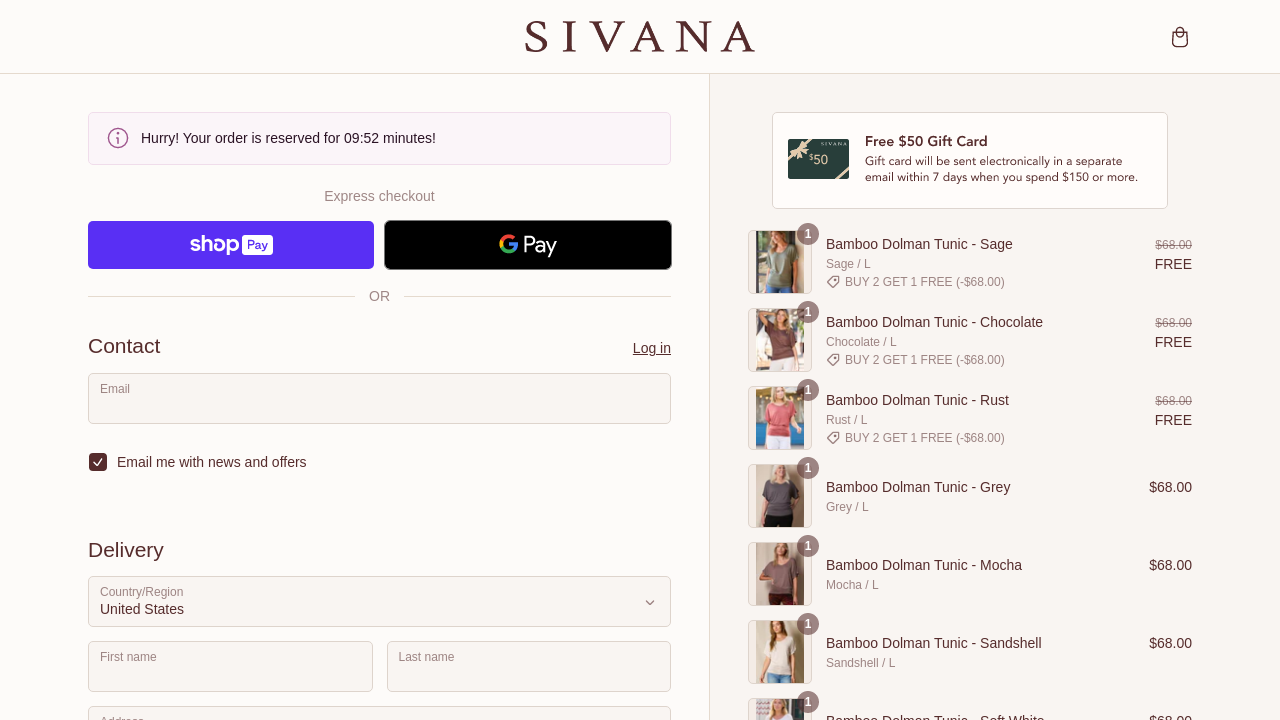 SIVANA
Hurry! Your order is reserved for 09:52 minutes!
Express checkout
shop Pay
G Pay
OR
Contact
Log in
Email
Email me with news and offers
Delivery
Country/Region
United States
First name
Last name
Address
SIVANA
$50
Free $50 Gift Card
Gift card will be sent electronically in a separate
email within 7 days when you spend $150 or more.
1
Bamboo Dolman Tunic - Sage
$68.00
Sage / L
FREE
BUY 2 GET 1 FREE (-$68.00)
1
Bamboo Dolman Tunic - Chocolate
$68.00
Chocolate / L
FREE
BUY 2 GET 1 FREE (-$68.00)
1
Bamboo Dolman Tunic - Rust
$68.00
Rust / L
FREE
BUY 2 GET 1 FREE (-$68.00)
1
Bamboo Dolman Tunic - Grey
$68.00
Grey / L
1
Bamboo Dolman Tunic - Mocha
$68.00
Mocha / L
1
Bamboo Dolman Tunic - Sandshell
$68.00
Sandshell / L
1
Bamboo Dolman Tunic - Soft White
$68.00